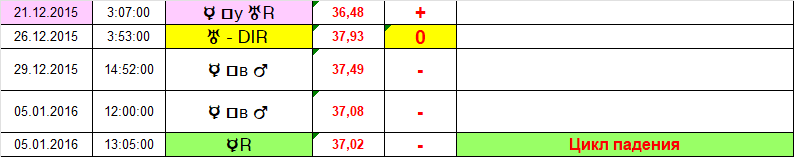 21.12.2015 3:07:00 ☿ □у ♅R 36,48 +
26.12.2015 3:53:00 ♅ - DIR 37,93 0
29.12.2015 14:52:00 ☿ □в ♂ 37,49 -
05.01.2016 12:00:00 ☿ □в ♂ 37,08 -
05.01.2016 13:05:00 ☿R 37,02 - Цикл падения